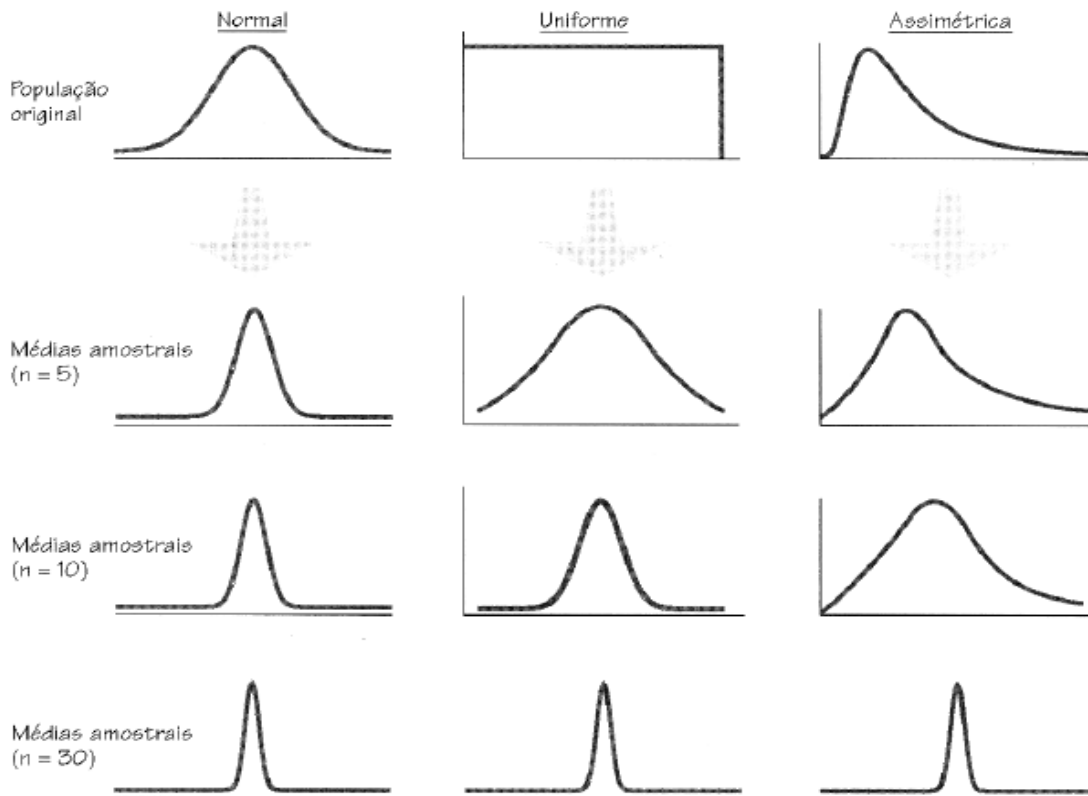 Normal
Uniforme
Assimétrica
População
original
Médias amostrais
(n = 5)
Médias amostrais
(n = 10)
Médias amostrais
(n = 30)